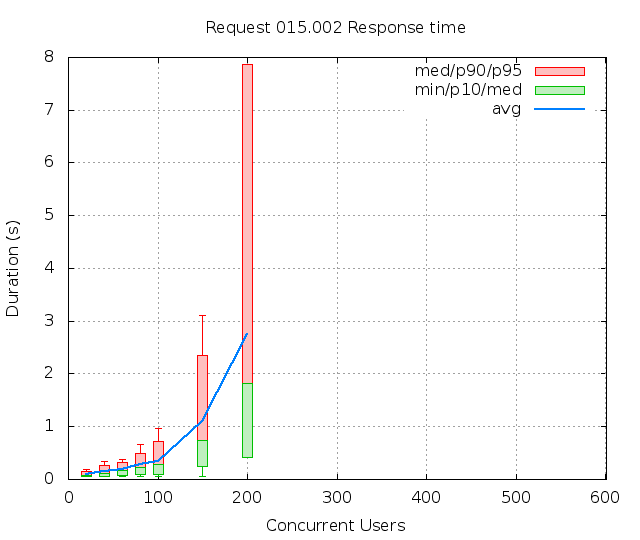 Request 015.002 Response time
med/p90/p95
min/p10/med
avg
8
7
6
5
4
3
2
1
0
Duration (s)
0 100 200 300 400 500 600
Concurrent Users